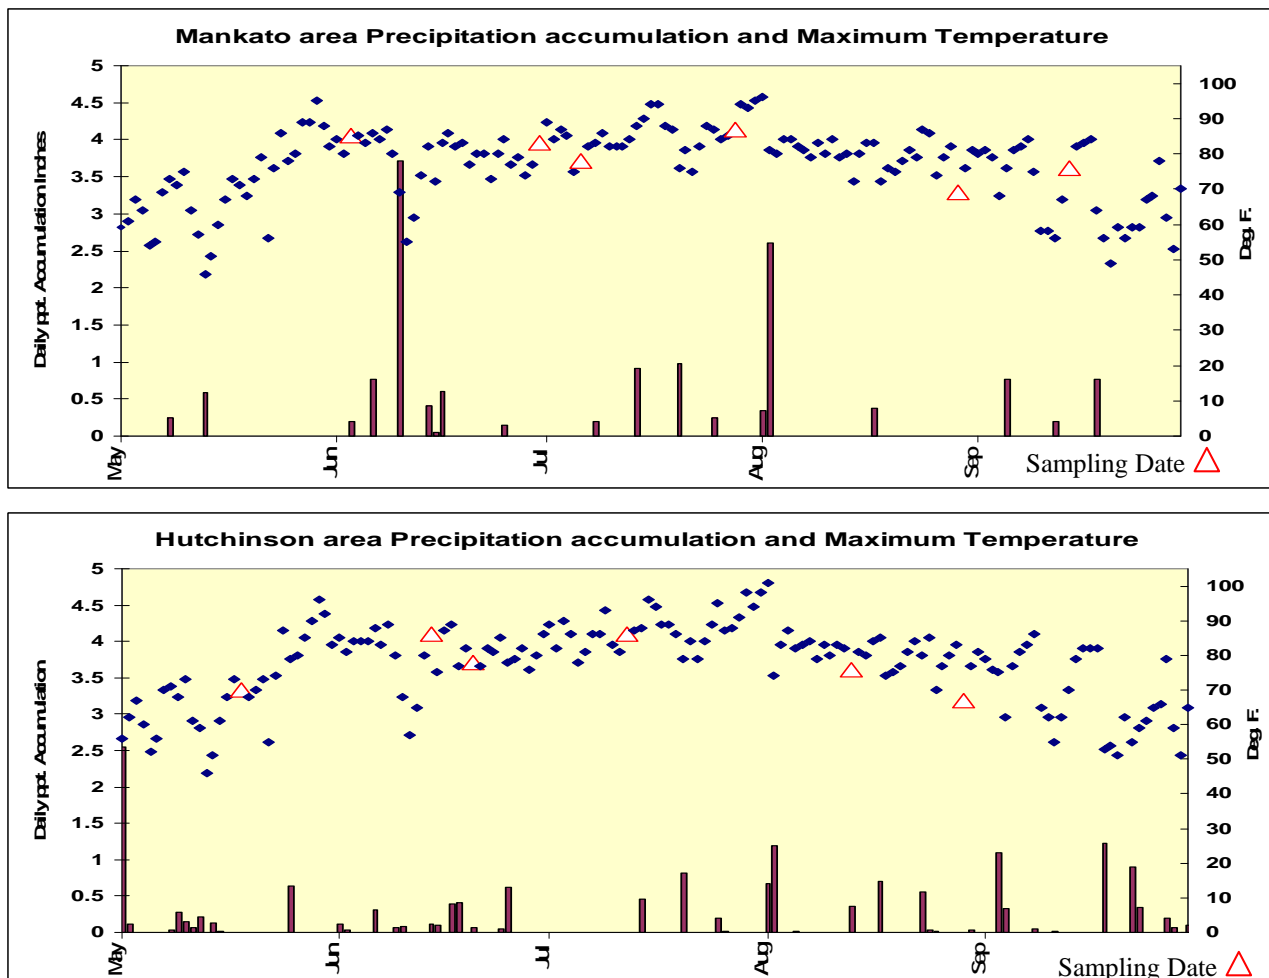 Mankato area Precipitation accumulation and Maximum Temperature
Daily ppt. Accumulation Inches
5
4.5
4
3.5
3
2.5
2
1.5
1
0.5
0
100
90
80
70
60
50
40
30
20
10
0
Deg. F.
May
Jun
Jul
Aug
Sep
Sampling Date
Hutchinson area Precipitation accumulation and Maximum Temperature
Daily ppt. Accumulation
5
4.5
4
3.5
3
2.5
2
1.5
1
0.5
0
100
90
80
70
60
50
40
30
20
10
0
Deg. F.
May
Jun
Jul
Aug
Sep
Sampling Date